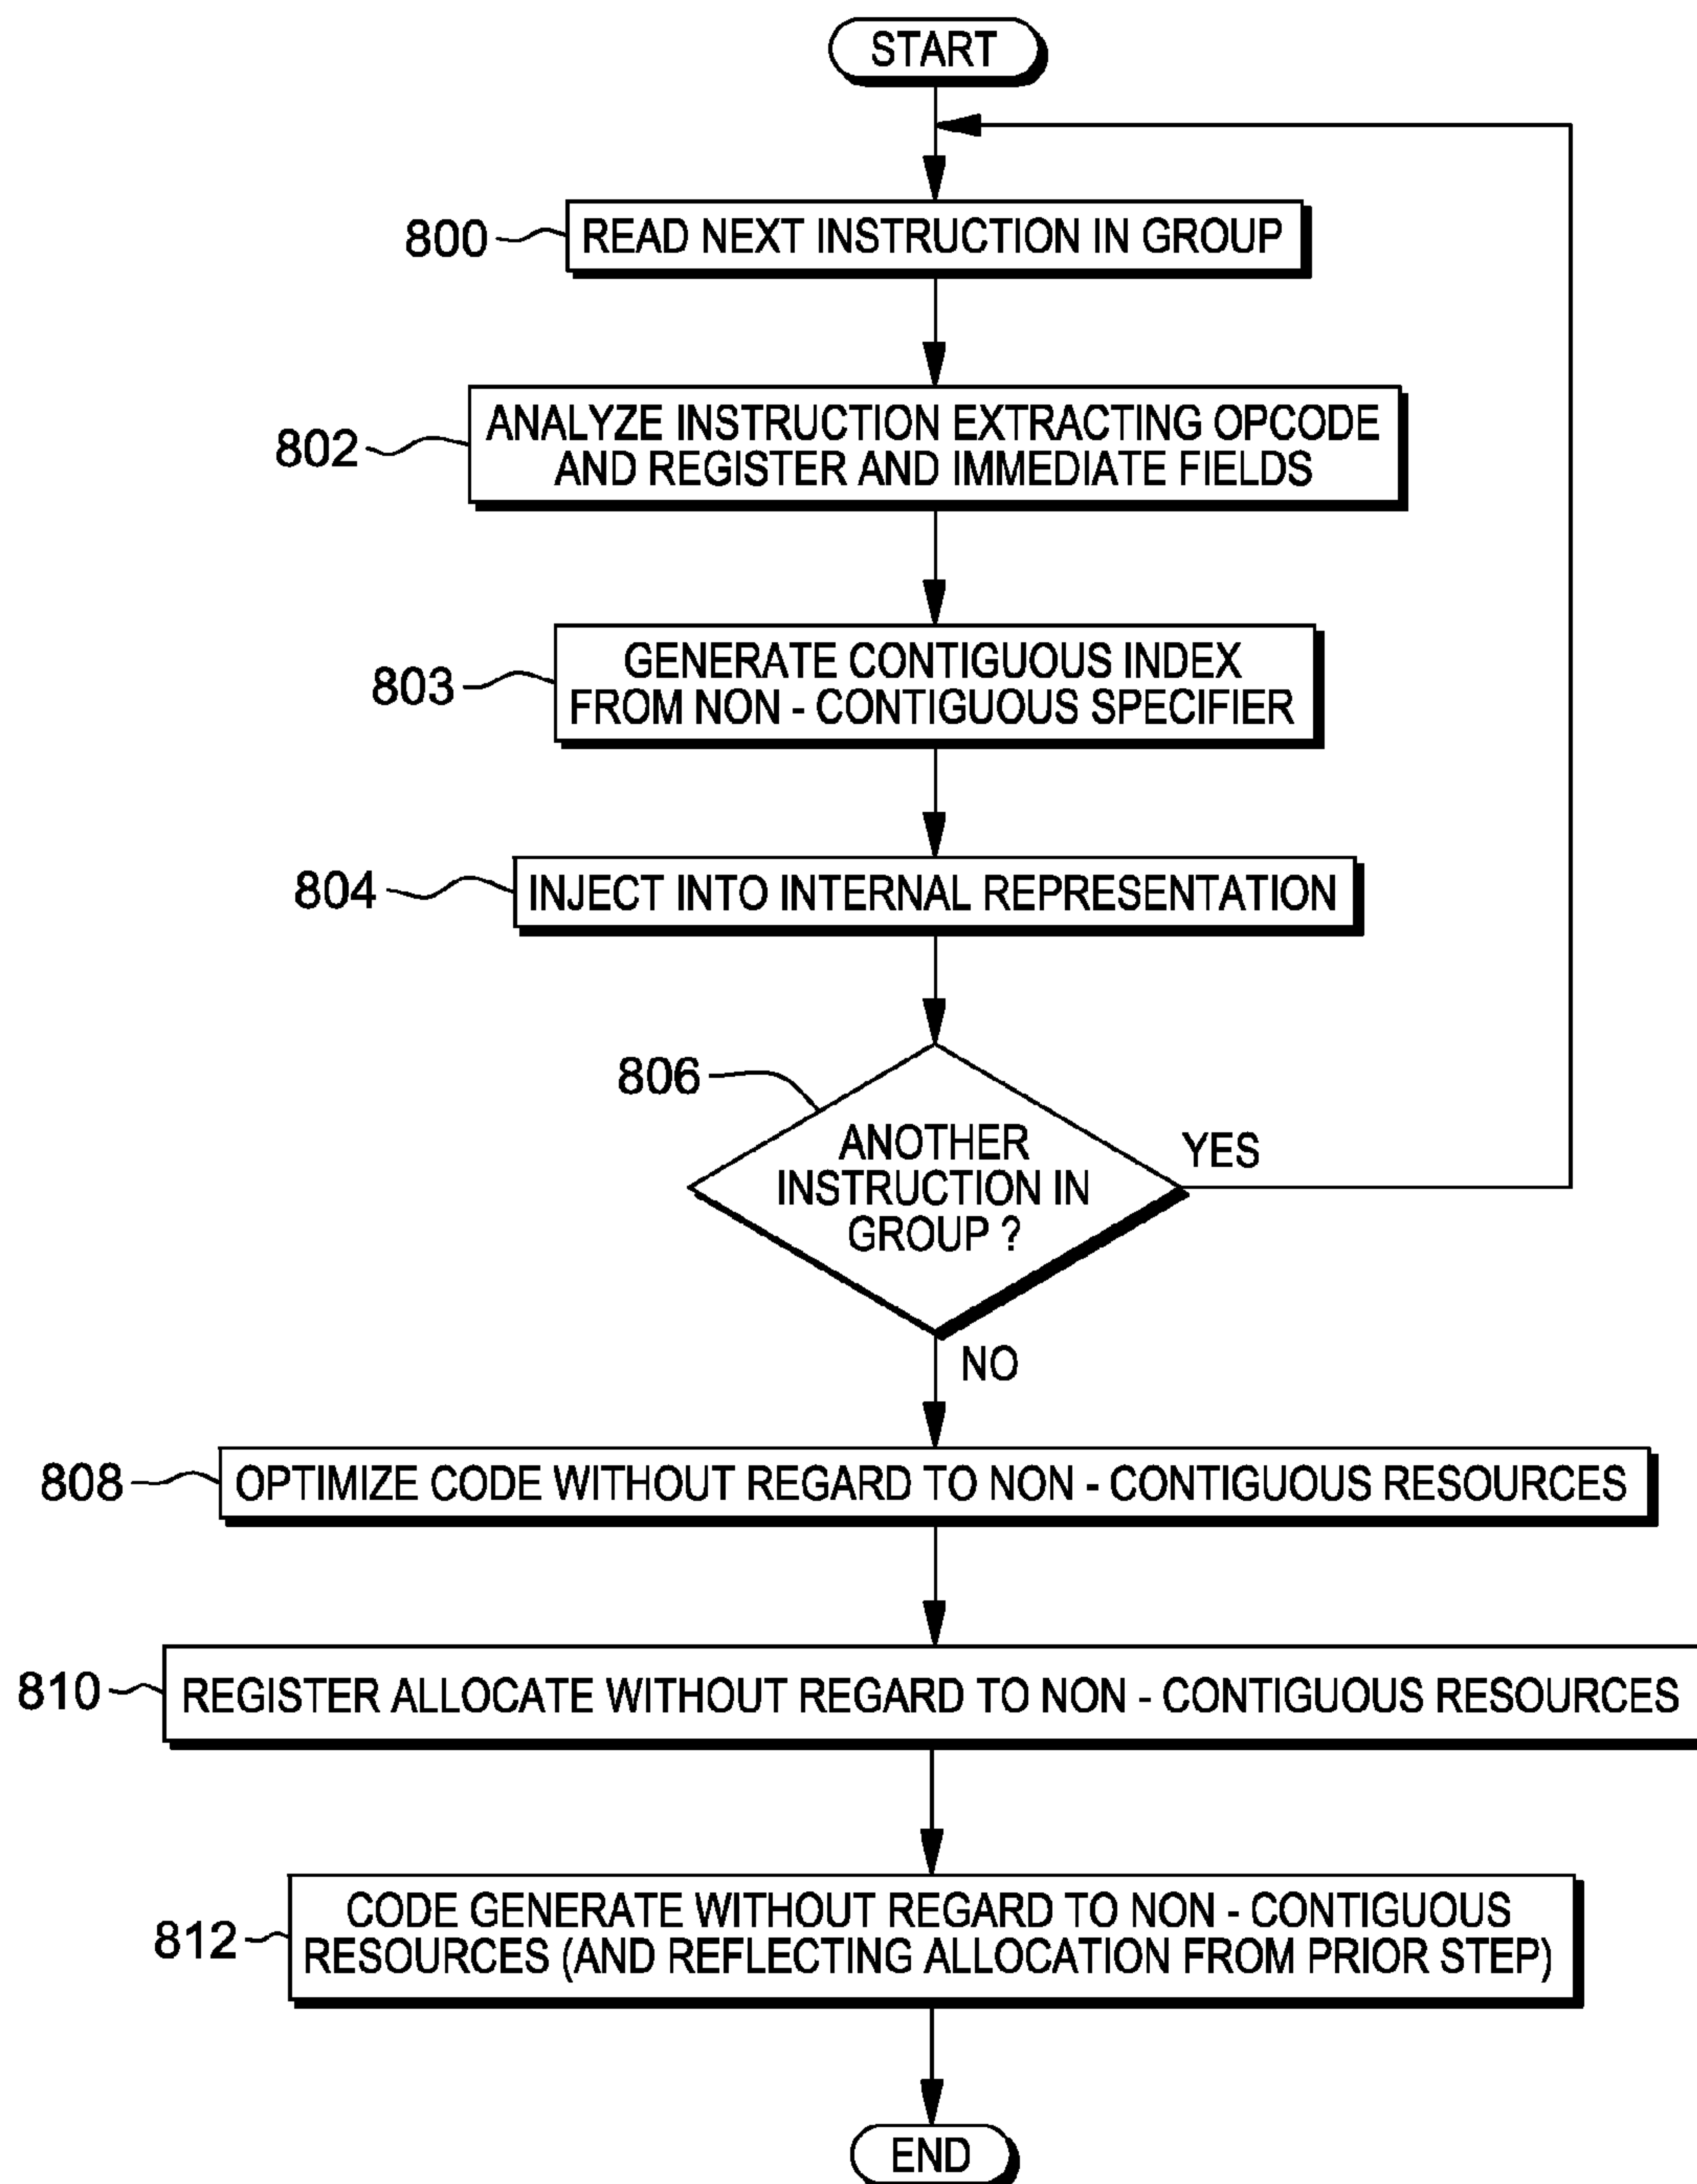 START
800
READ NEXT INSTRUCTION IN GROUP
802
ANALYZE INSTRUCTION EXTRACTING OPCODE
AND REGISTER AND IMMEDIATE FIELDS
803
GENERATE CONTIGUOUS INDEX
FROM NON - CONTIGUOUS SPECIFIER
804
INJECT INTO INTERNAL REPRESENTATION
806
ANOTHER
INSTRUCTION IN
GROUP ?
YES
NO
808
OPTIMIZE CODE WITHOUT REGARD TO NON - CONTIGUOUS RESOURCES
810
REGISTER ALLOCATE WITHOUT REGARD TO NON - CONTIGUOUS RESOURCES
812
CODE GENERATE WITHOUT REGARD TO NON - CONTIGUOUS
RESOURCES (AND REFLECTING ALLOCATION FROM PRIOR STEP)
END